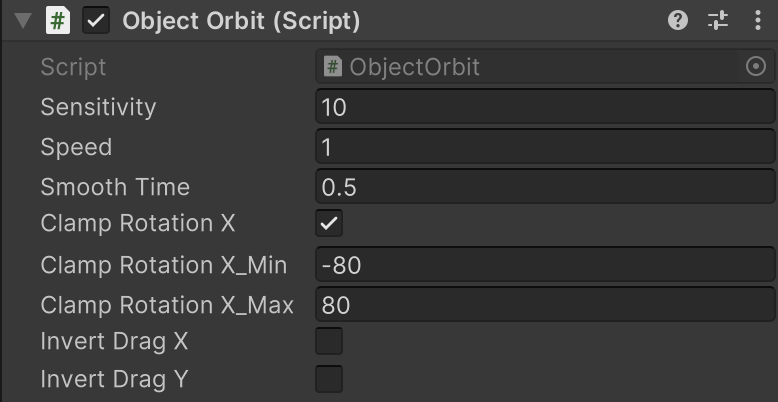 # Object Orbit (Script)
Script # ObjectOrbit
Sensitivity 10
Speed 1
Smooth Time 0.5
Clamp Rotation X
Clamp Rotation X_Min -80
Clamp Rotation X_Max 80
Invert Drag X
Invert Drag Y